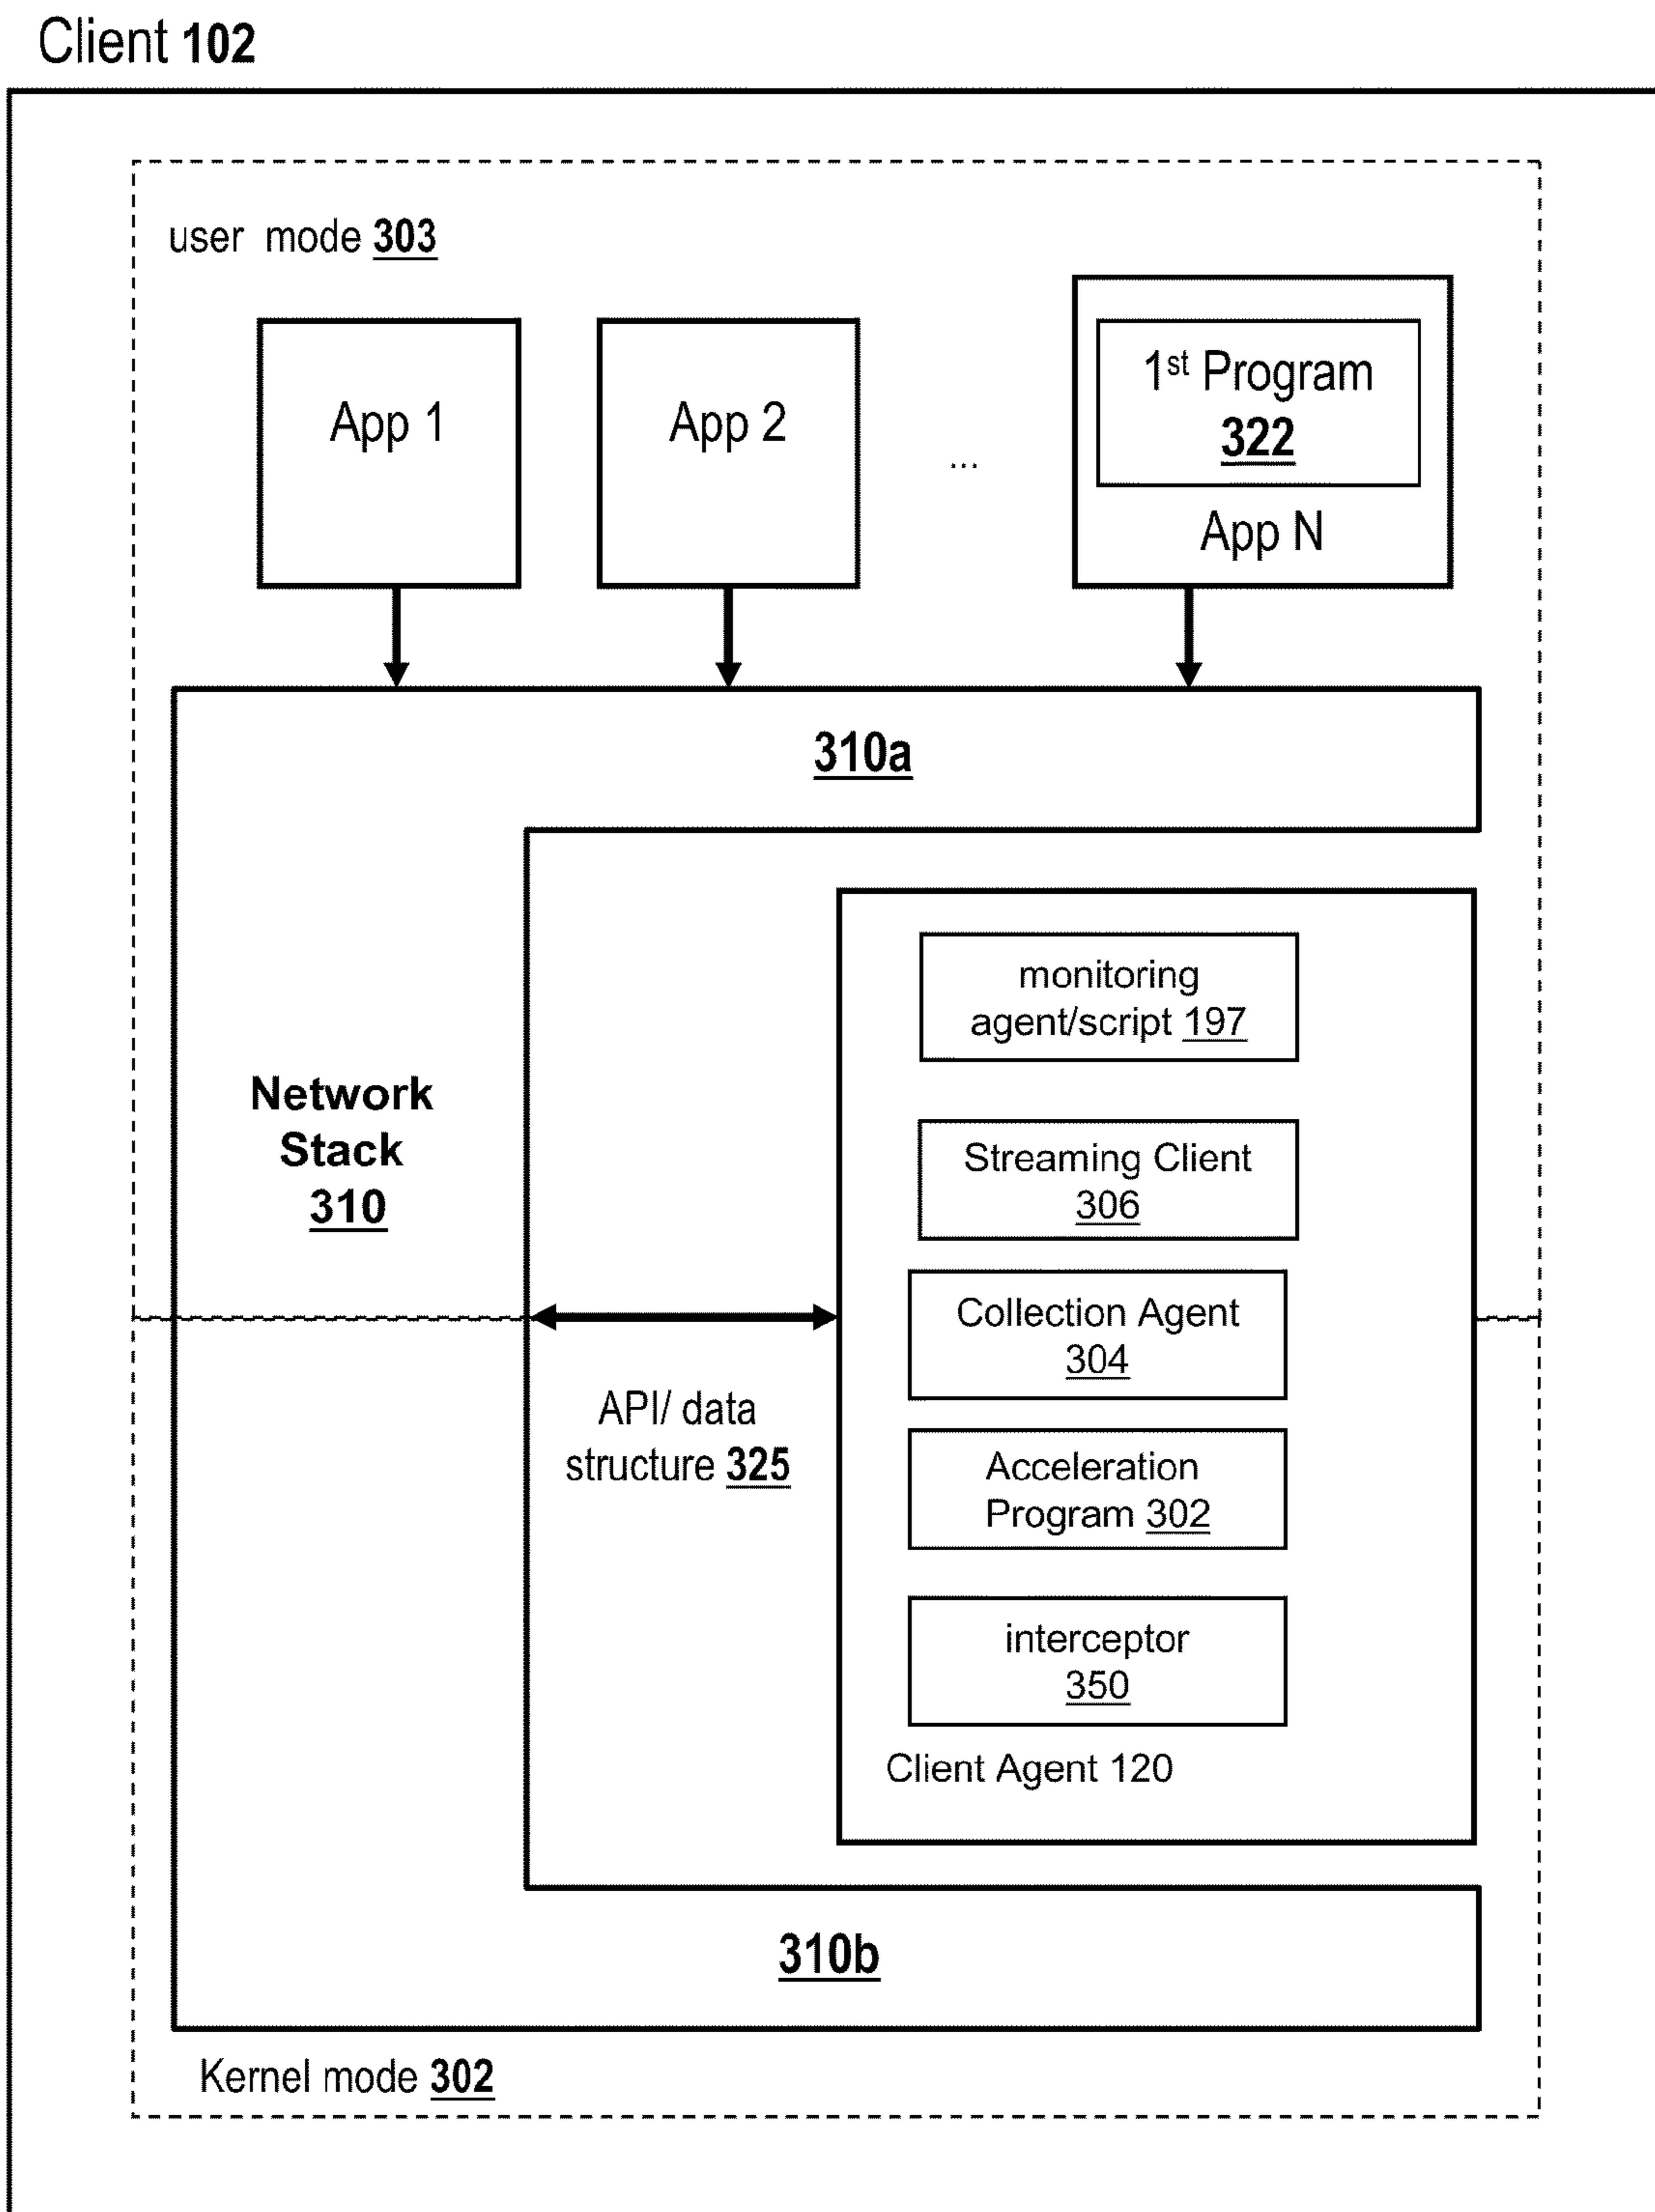 Client 102
user mode 303
App 1
App 2
...
1st Program
322
App N
310a
Network
Stack
310
monitoring
agent/script 197
Streaming Client
306
Collection Agent
304
API/ data
structure 325
Acceleration
Program 302
interceptor
350
Client Agent 120
310b
Kernel mode 302